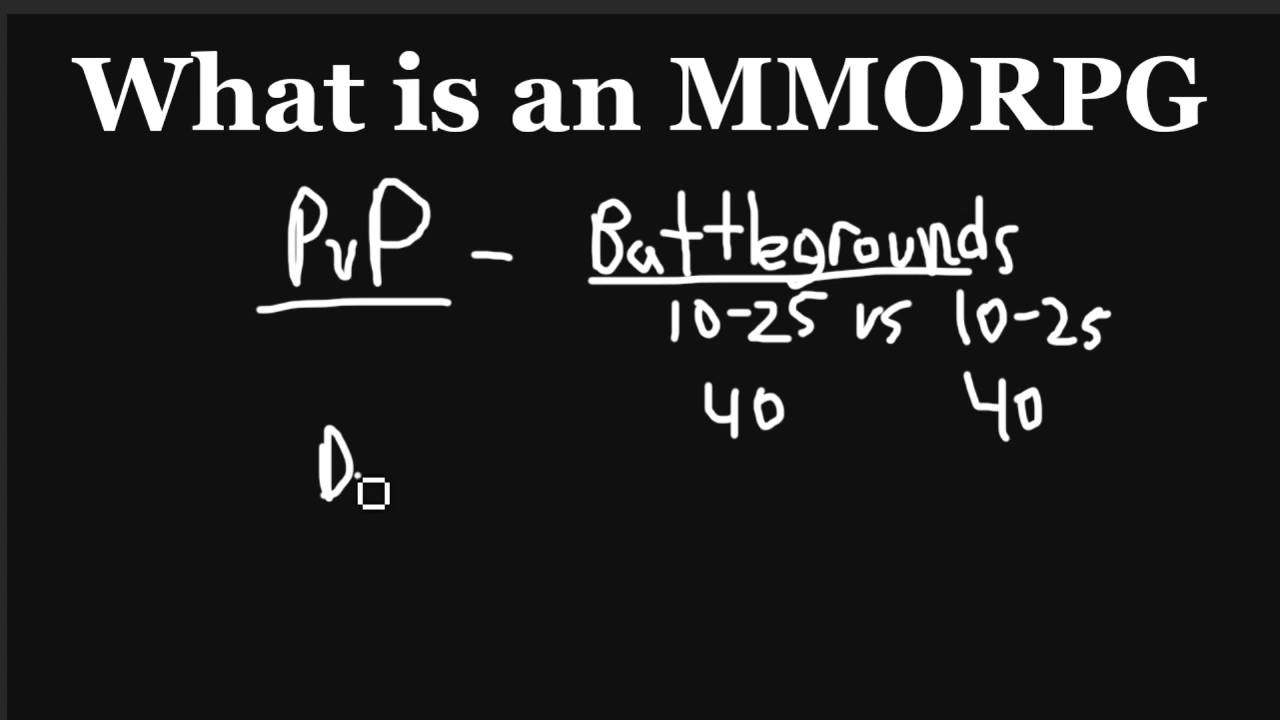 What is an MMORPG
PvP - Battlegrounds
10-25 vs 10-25
40 40
D